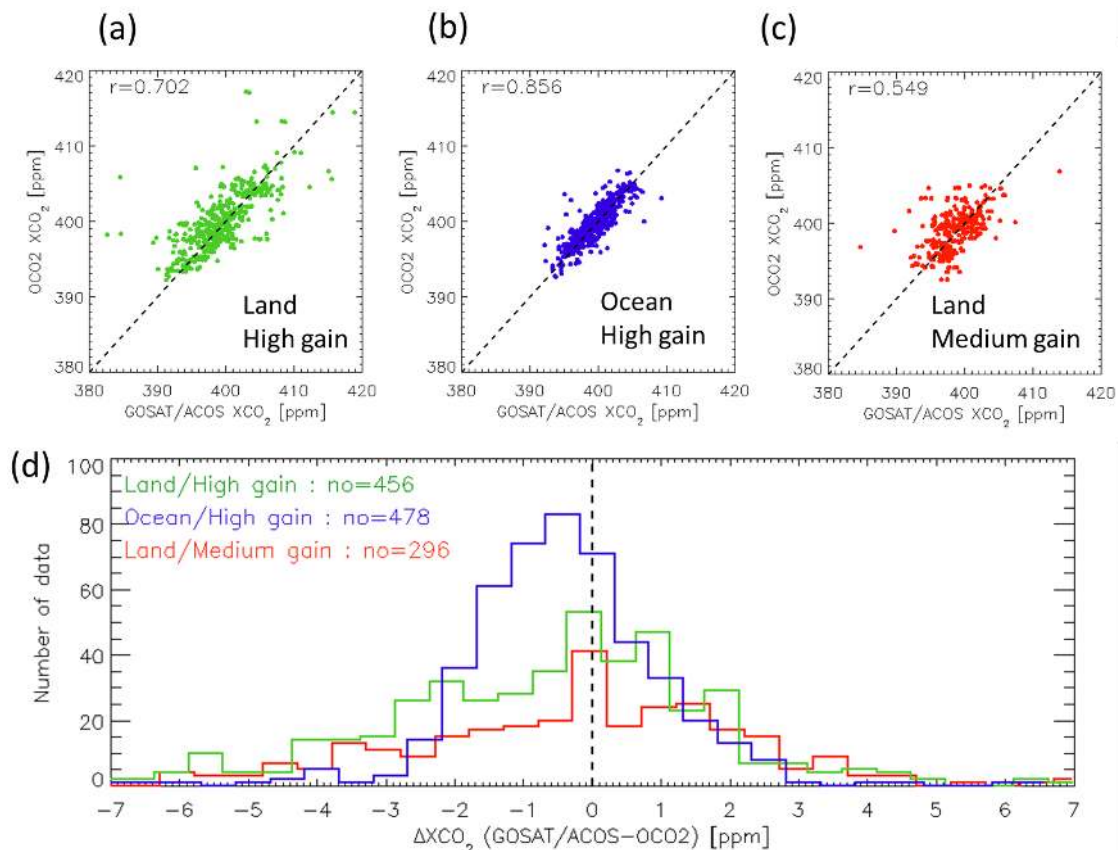 (a)
(b)
(c)
r=0.702
r=0.856
r=0.549
420
410
400
390
380
OCO2 XCO₂ [ppm]
Land
High gain
380 390 400 410 420
GOSAT/ACOS XCO₂ [ppm]
420
410
400
390
380
OCO2 XCO₂ [ppm]
Ocean
High gain
380 390 400 410 420
GOSAT/ACOS XCO₂ [ppm]
420
410
400
390
380
OCO2 XCO₂ [ppm]
Land
Medium gain
380 390 400 410 420
GOSAT/ACOS XCO₂ [ppm]
(d)
100
80
60
40
20
0
Number of data
Land/High gain : no=456
Ocean/High gain : no=478
Land/Medium gain : no=296
-7 -6 -5 -4 -3 -2 -1 0 1 2 3 4 5 6 7
ΔXCO₂ (GOSAT/ACOS-OCO2) [ppm]